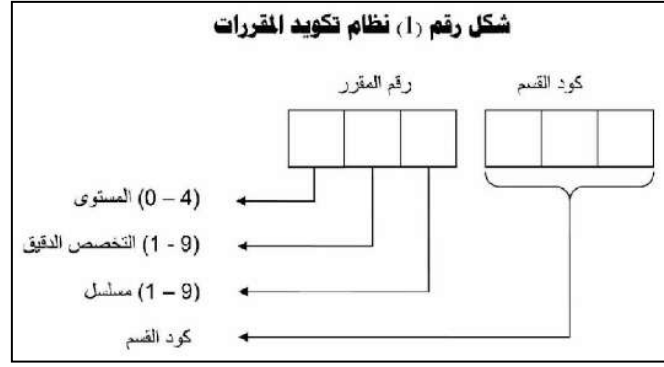 شكل رقم (1) نظام تكويد المقررات
كود القسم
رقم المقرر
(0 – 4) المستوى
(1 - 9) التخصص الدقيق
(1 – 9) مسلسل
كود القسم